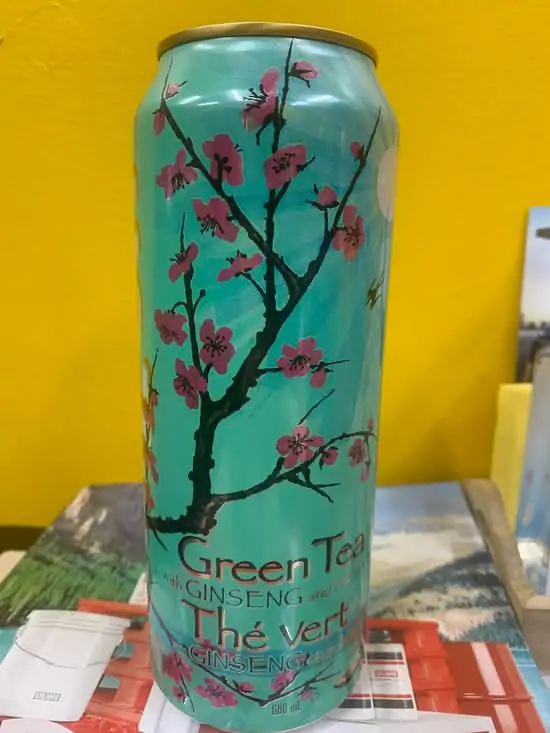 Green Tea
with GINSENG and
Thé vert
GINSENG
680 mL